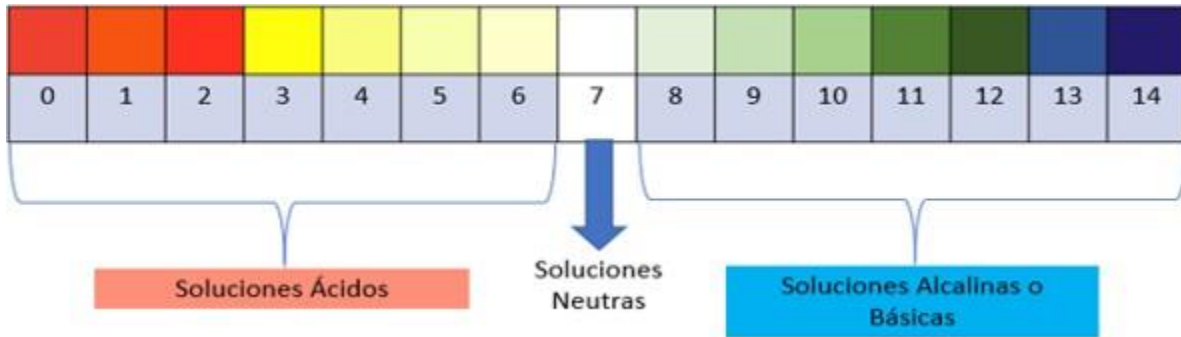 0 1 2 3 4 5 6 7 8 9 10 11 12 13 14
Soluciones Ácidos
Soluciones
Neutras
Soluciones Alcalinas o
Básicas